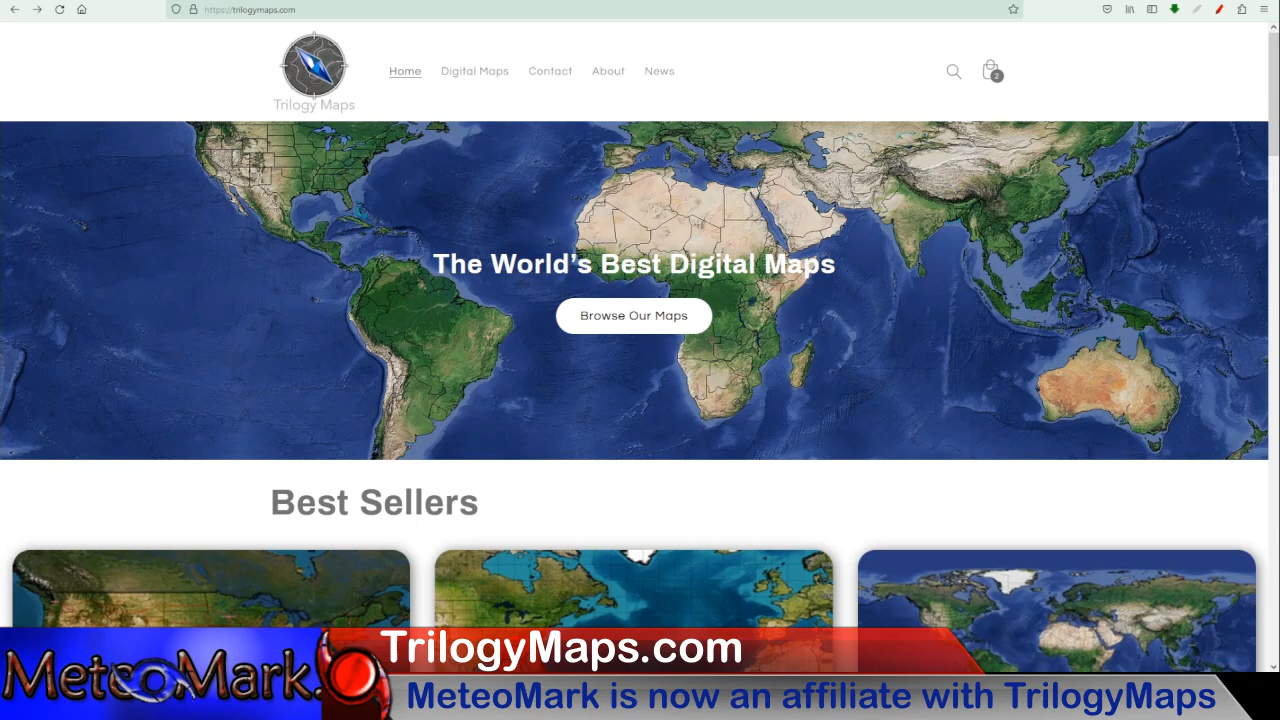 https://trilogymaps.com
Trilogy Maps
Home Digital Maps Contact About News
2
The World's Best Digital Maps
Browse Our Maps
Best Sellers
MeteoMark.
TrilogyMaps.com
MeteoMark is now an affiliate with TrilogyMaps